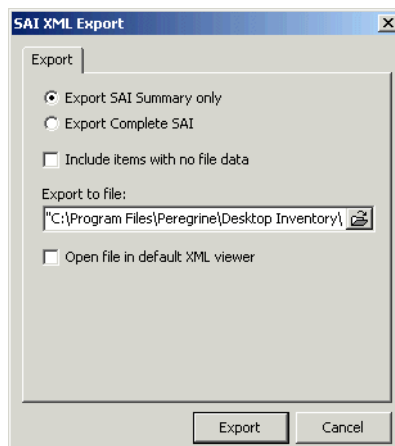 SAI XML Export
Export
Export SAI Summary only
Export Complete SAI
Include items with no file data
Export to file:
"C:\Program Files\Peregrine\Desktop Inventory\
Open file in default XML viewer
Export
Cancel